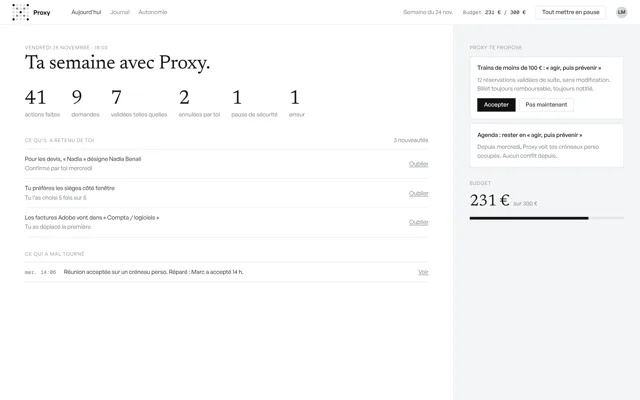 Proxy
Aujourd'hui Journal Autonomie
Semaine du 24 nov. Budget 231 € / 300 € Tout mettre en pause LM
VENDREDI 28 NOVEMBRE · 18:00
Ta semaine avec Proxy.
41 actions faites
9 demandes
7 validées telles quelles
2 annulées par toi
1 pause de sécurité
1 erreur
CE QU'IL A RETENU DE TOI 3 nouveautés
Pour les devis, « Nadia » désigne Nadia Benali
Confirmé par toi mercredi
Oublier
Tu préfères les sièges côté fenêtre
Tu l'as choisi 5 fois sur 5
Oublier
Les factures Adobe vont dans « Compta / logiciels »
Tu as déplacé la première
Oublier
CE QUI A MAL TOURNÉ
mar. 14:06 Réunion acceptée sur un créneau perso. Réparé : Marc a accepté 14 h. Voir
PROXY TE PROPOSE
Trains de moins de 100 € : « agir, puis prévenir »
12 réservations validées de suite, sans modification.
Billet toujours remboursable, toujours notifié.
Accepter Pas maintenant
Agenda : rester en « agir, puis prévenir »
Depuis mercredi, Proxy voit tes créneaux perso
occupés. Aucun conflit depuis.
BUDGET
231 € sur 300 €